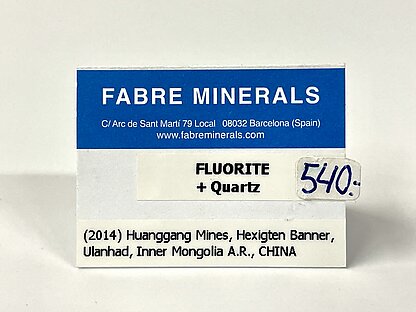 FABRE MINERALS
C/ Arc de Sant Martí 79 Local 08032 Barcelona (Spain)
www.fabreminerals.com
FLUORITE
+ Quartz
540.-
(2014) Huanggang Mines, Hexigten Banner,
Ulanhad, Inner Mongolia A.R., CHINA